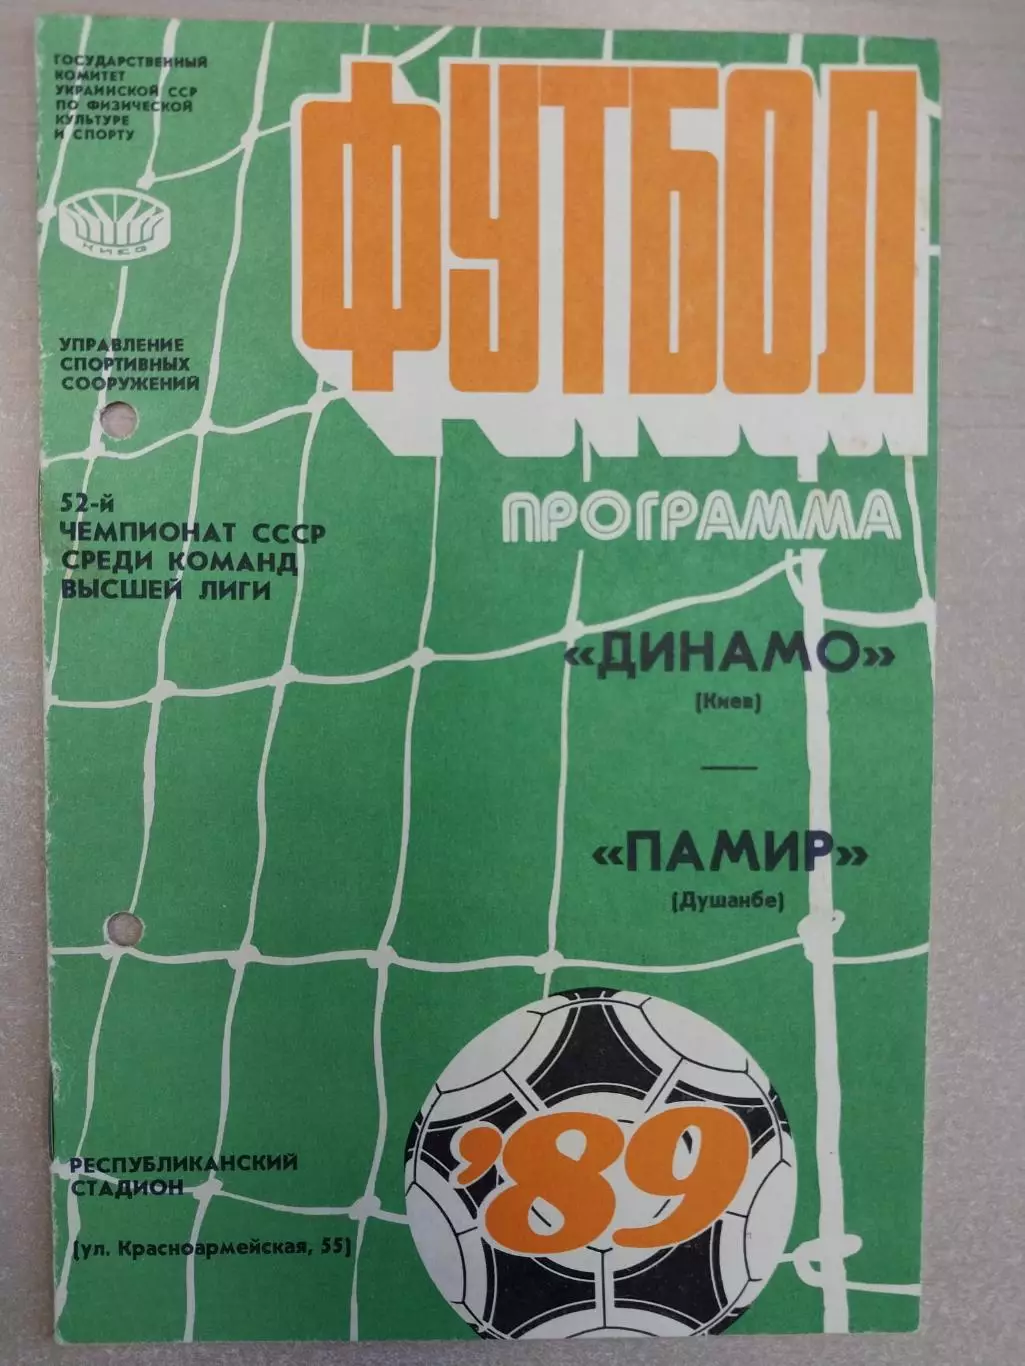 ГОСУДАРСТВЕННЫЙ
КОМИТЕТ
УКРАИНСКОЙ ССР
ПО ФИЗИЧЕСКОЙ
КУЛЬТУРЕ
И СПОРТУ
ФУТБОЛ
КИЕВ
УПРАВЛЕНИЕ
СПОРТИВНЫХ
СООРУЖЕНИЙ
ПРОГРАММА
52-й
ЧЕМПИОНАТ СССР
СРЕДИ КОМАНД
ВЫСШЕЙ ЛИГИ
«ДИНАМО»
(Киев)
—
«ПАМИР»
(Душанбе)
'89
РЕСПУБЛИКАНСКИЙ
СТАДИОН
(ул. Красноармейская, 55)